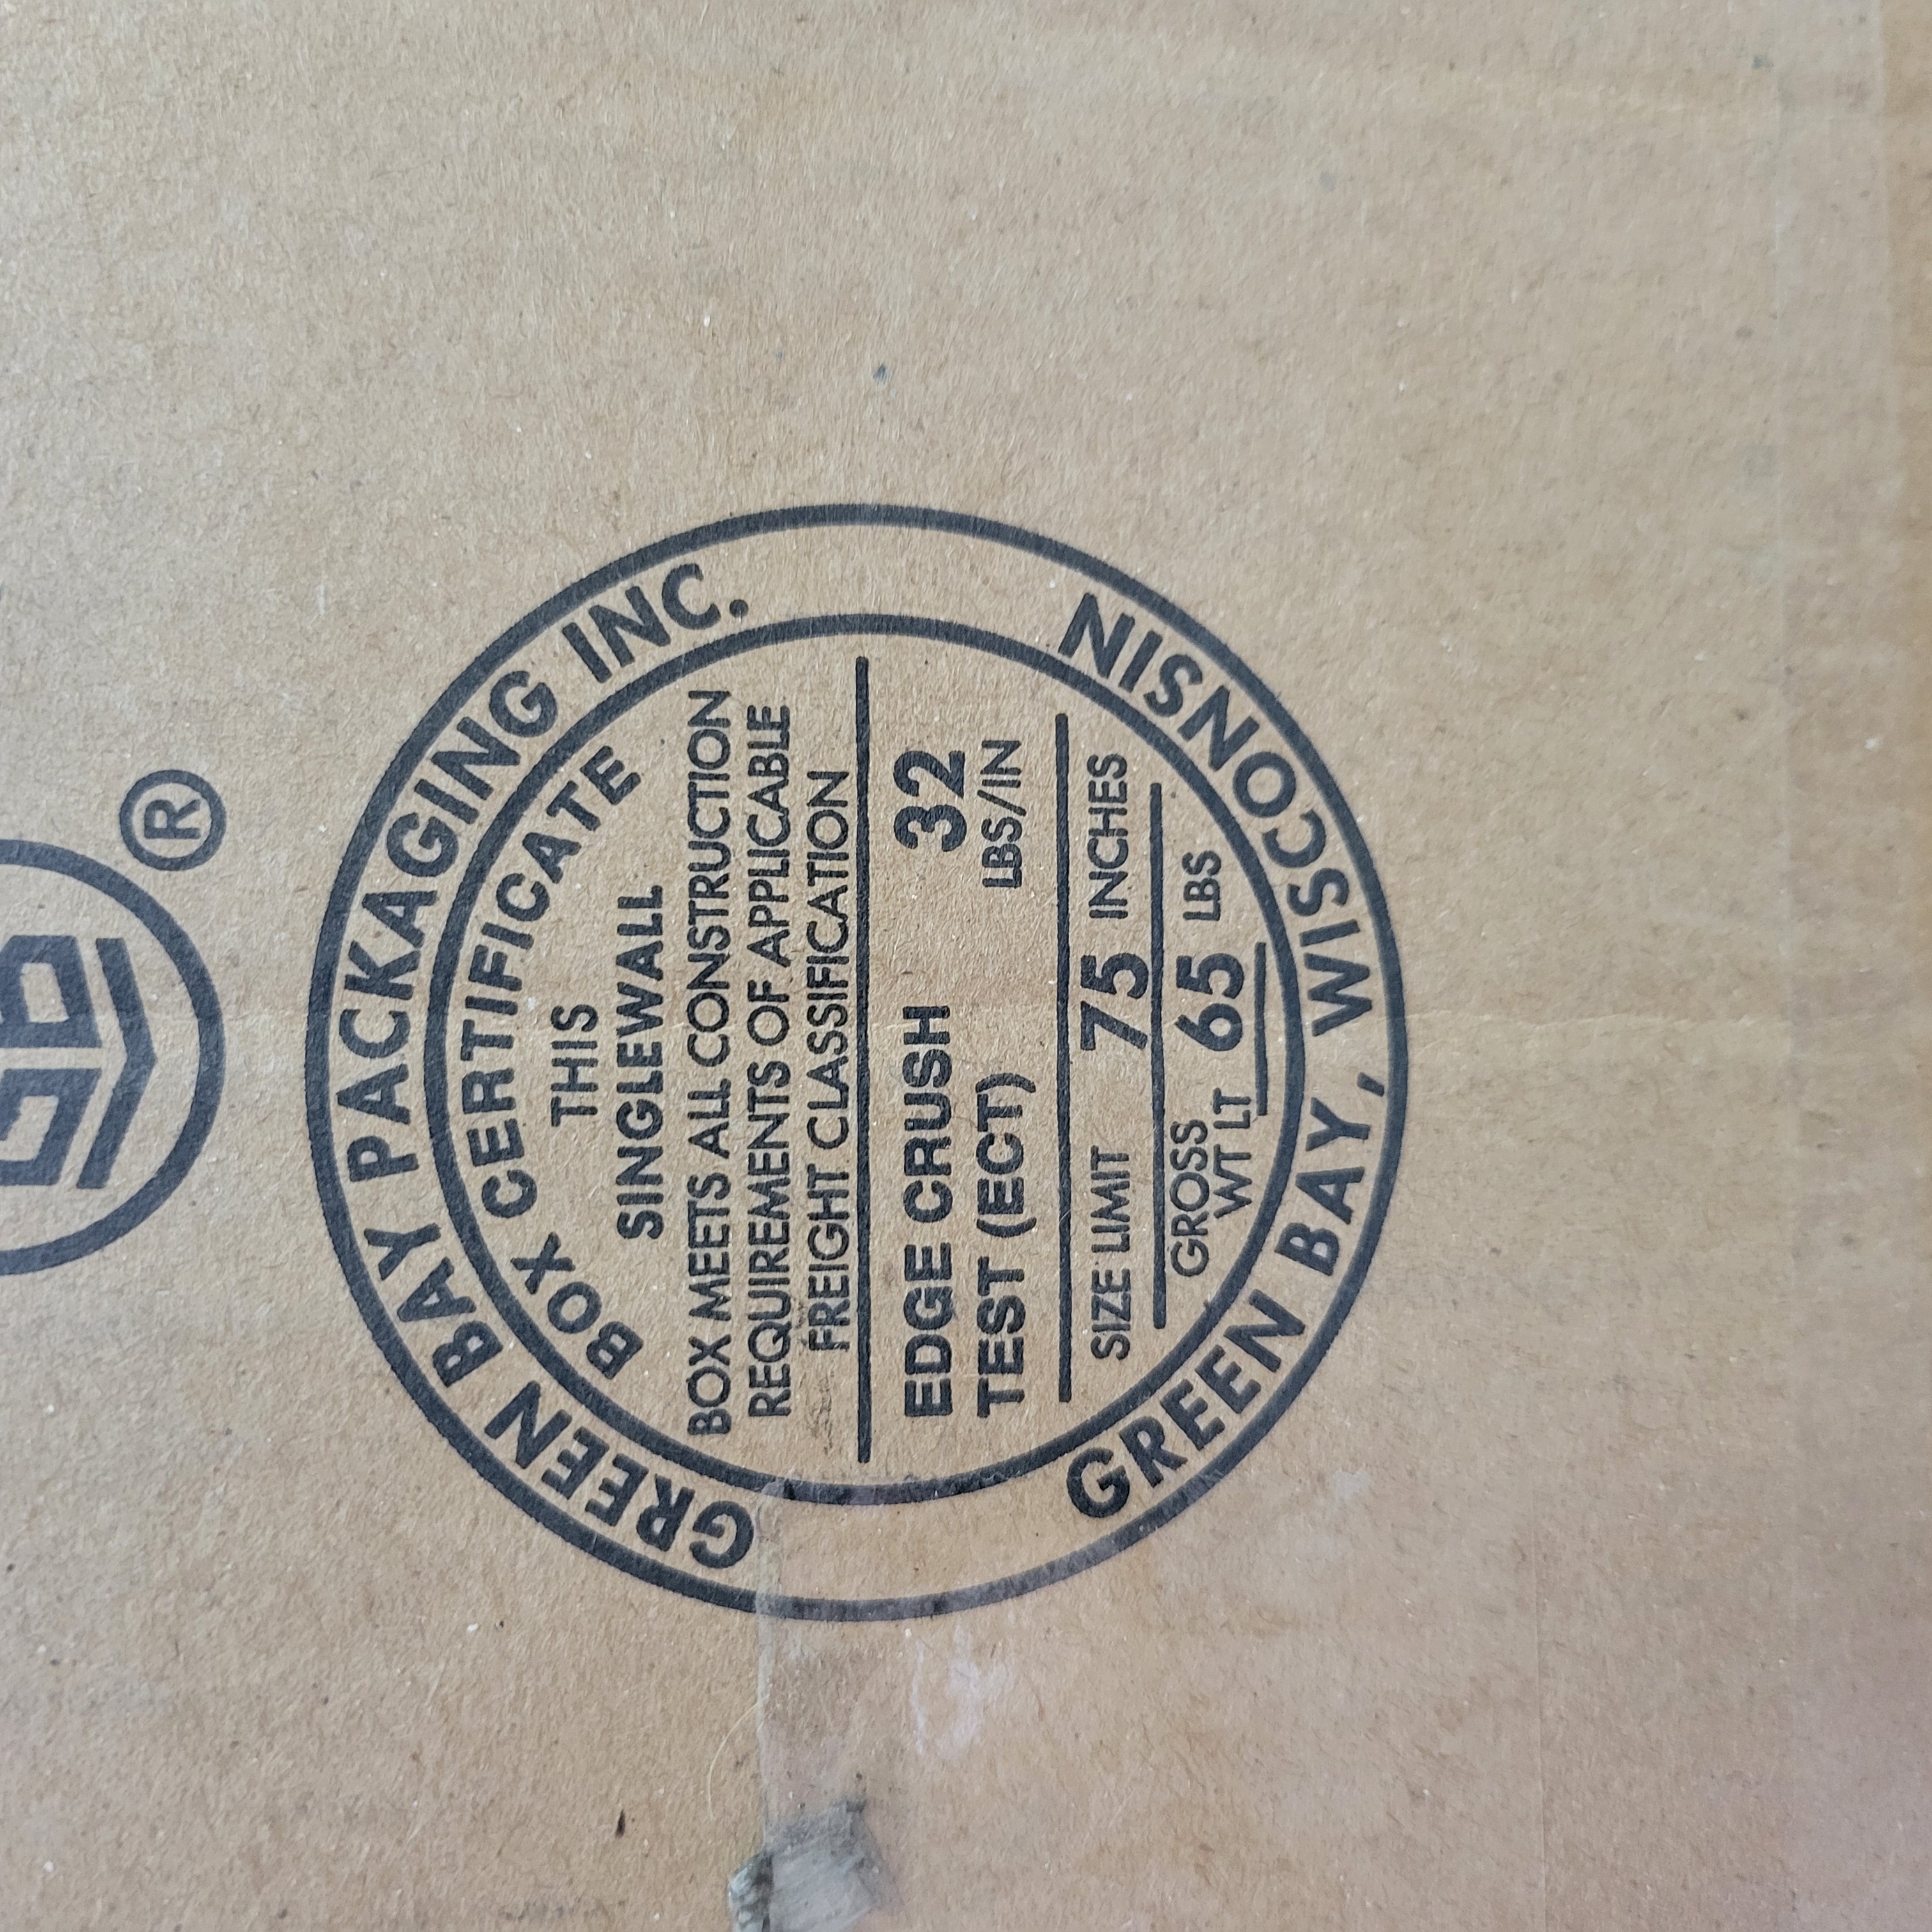 ®
GREEN BAY PACKAGING INC.
BOX CERTIFICATE
THIS
SINGLEWALL
BOX MEETS ALL CONSTRUCTION
REQUIREMENTS OF APPLICABLE
FREIGHT CLASSIFICATION
EDGE CRUSH 32
TEST (ECT) LBS/IN
SIZE LIMIT 75 INCHES
GROSS
WT LT 65 LBS
GREEN BAY, WISCONSIN